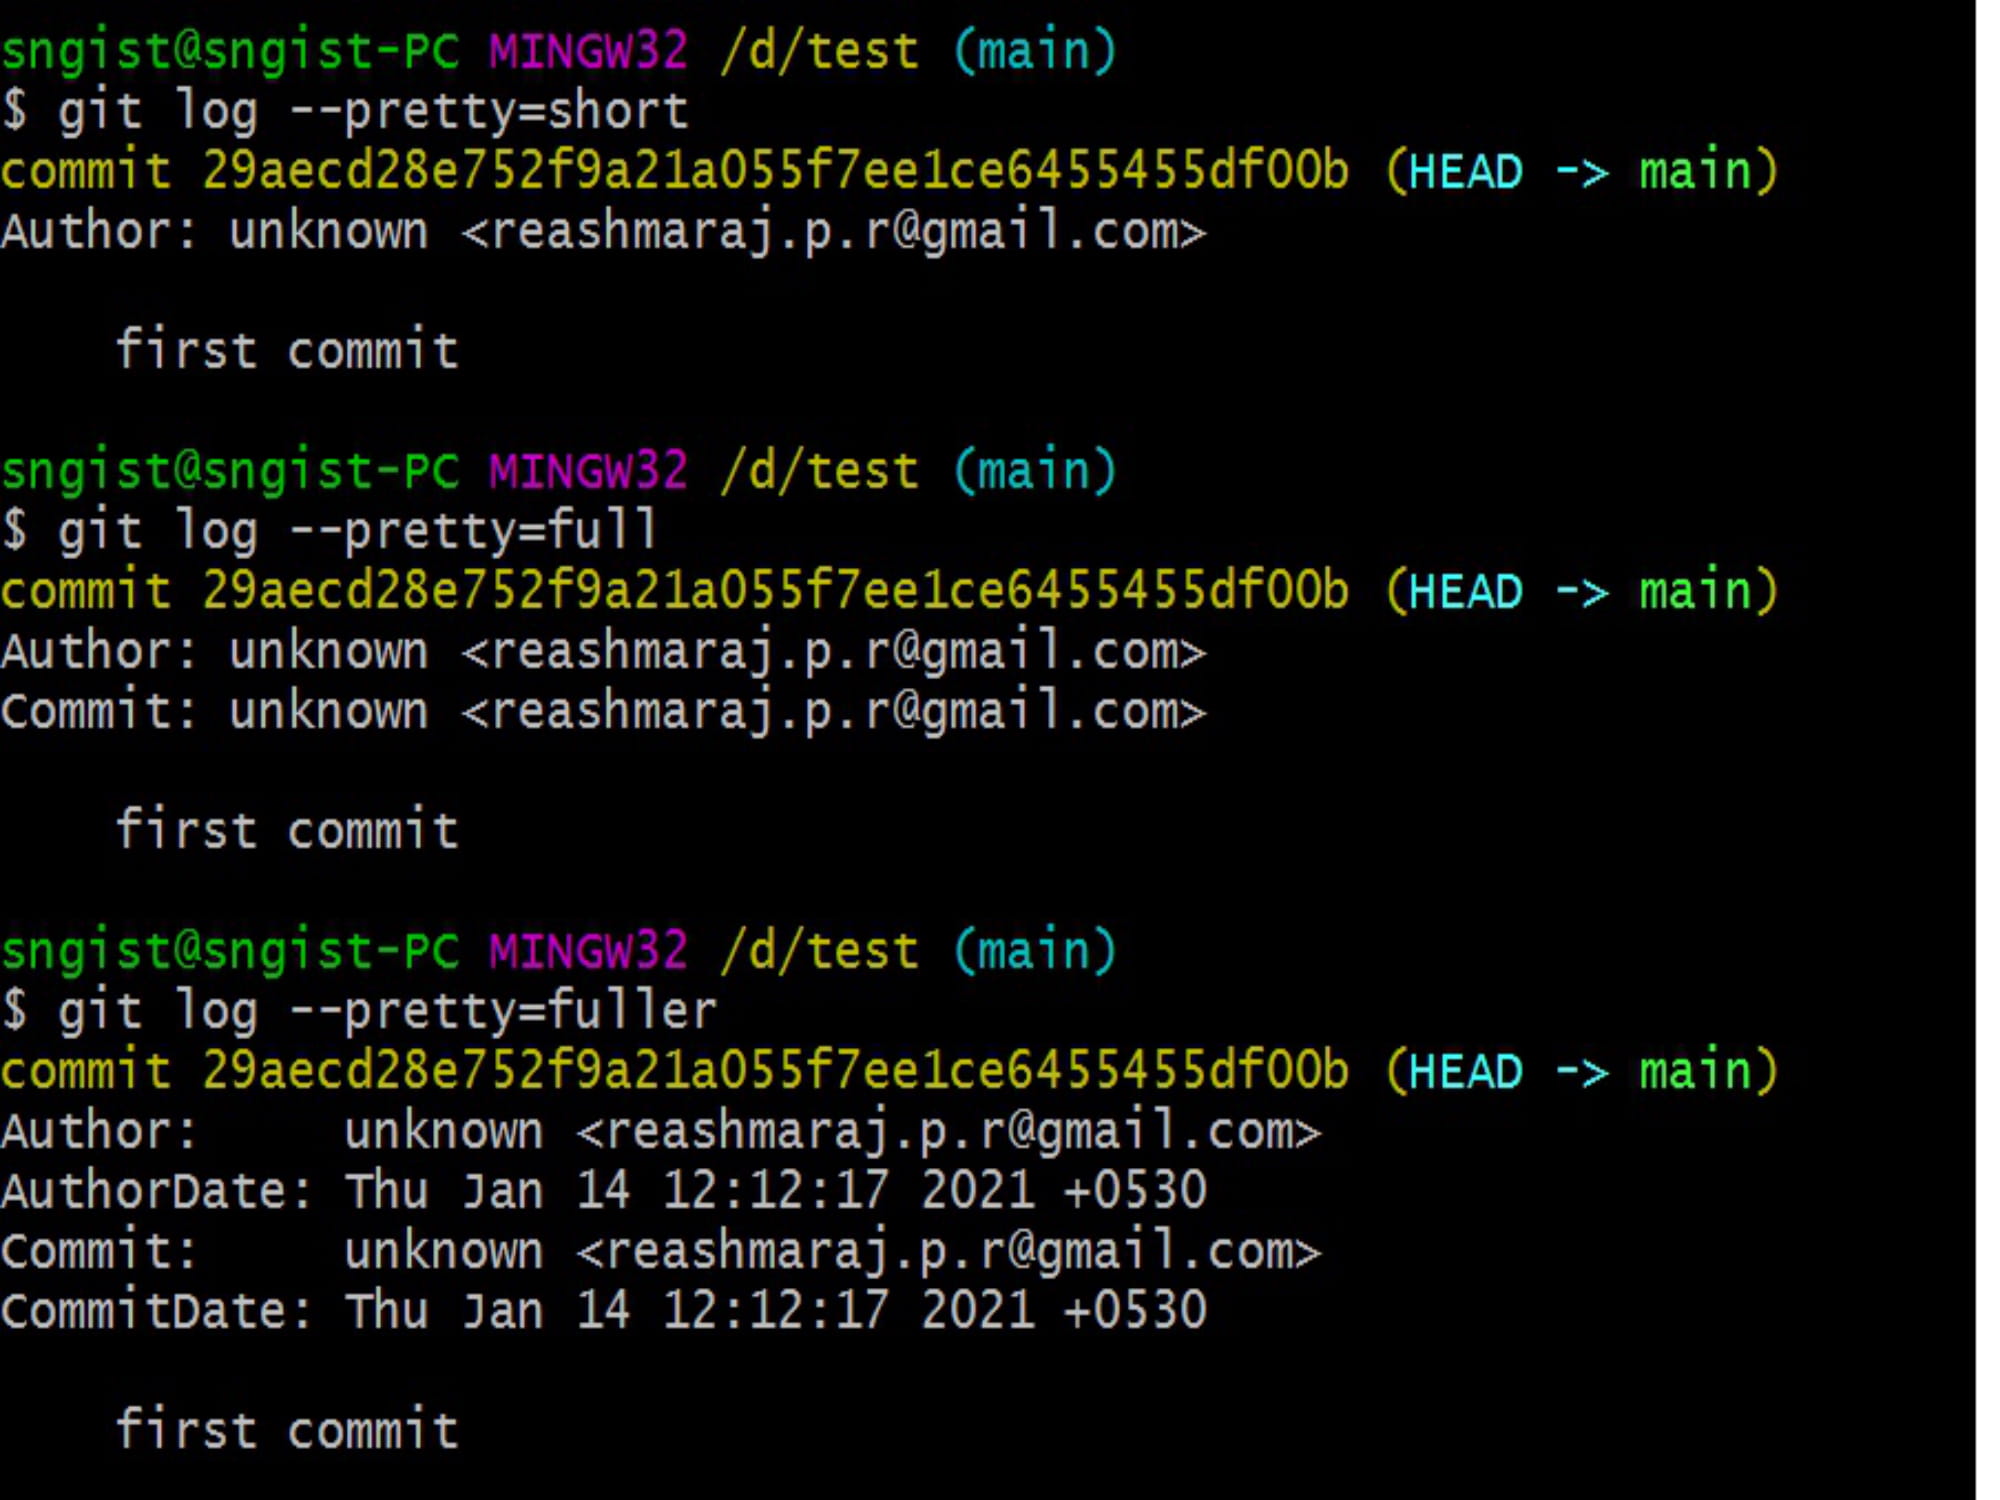 sngist@sngist-PC MINGW32 /d/test (main)
$ git log --pretty=short
commit 29aecd28e752f9a21a055f7ee1ce6455455df00b (HEAD -> main)
Author: unknown <reashmaraj.p.r@gmail.com>
first commit
sngist@sngist-PC MINGW32 /d/test (main)
$ git log --pretty=full
commit 29aecd28e752f9a21a055f7ee1ce6455455df00b (HEAD -> main)
Author: unknown <reashmaraj.p.r@gmail.com>
Commit: unknown <reashmaraj.p.r@gmail.com>
first commit
sngist@sngist-PC MINGW32 /d/test (main)
$ git log --pretty=fuller
commit 29aecd28e752f9a21a055f7ee1ce6455455df00b (HEAD -> main)
Author:     unknown <reashmaraj.p.r@gmail.com>
AuthorDate: Thu Jan 14 12:12:17 2021 +0530
Commit:     unknown <reashmaraj.p.r@gmail.com>
CommitDate: Thu Jan 14 12:12:17 2021 +0530
first commit